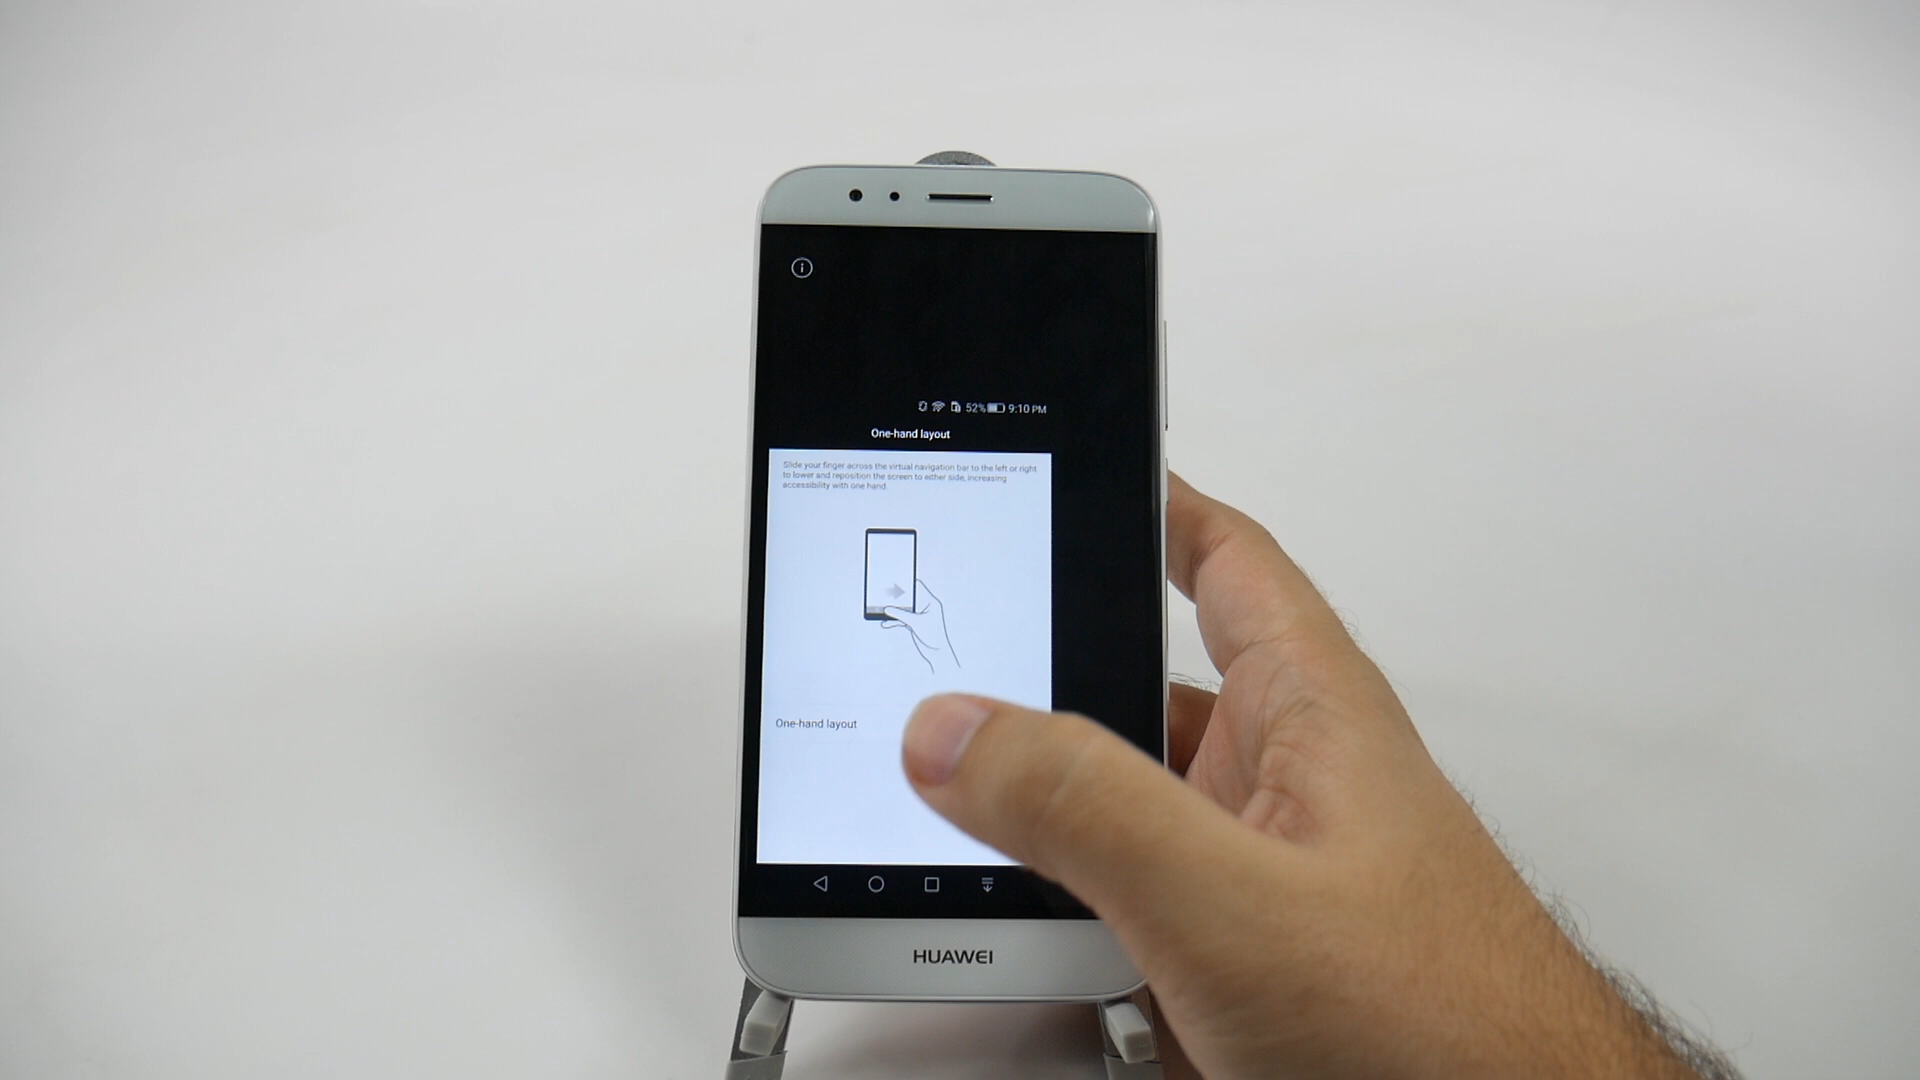 52% 9:10 PM
One-hand layout
Slide your finger across the virtual navigation bar to the left or right
to lower and reposition the screen to either side, increasing
accessibility with one hand.
One-hand layout
HUAWEI